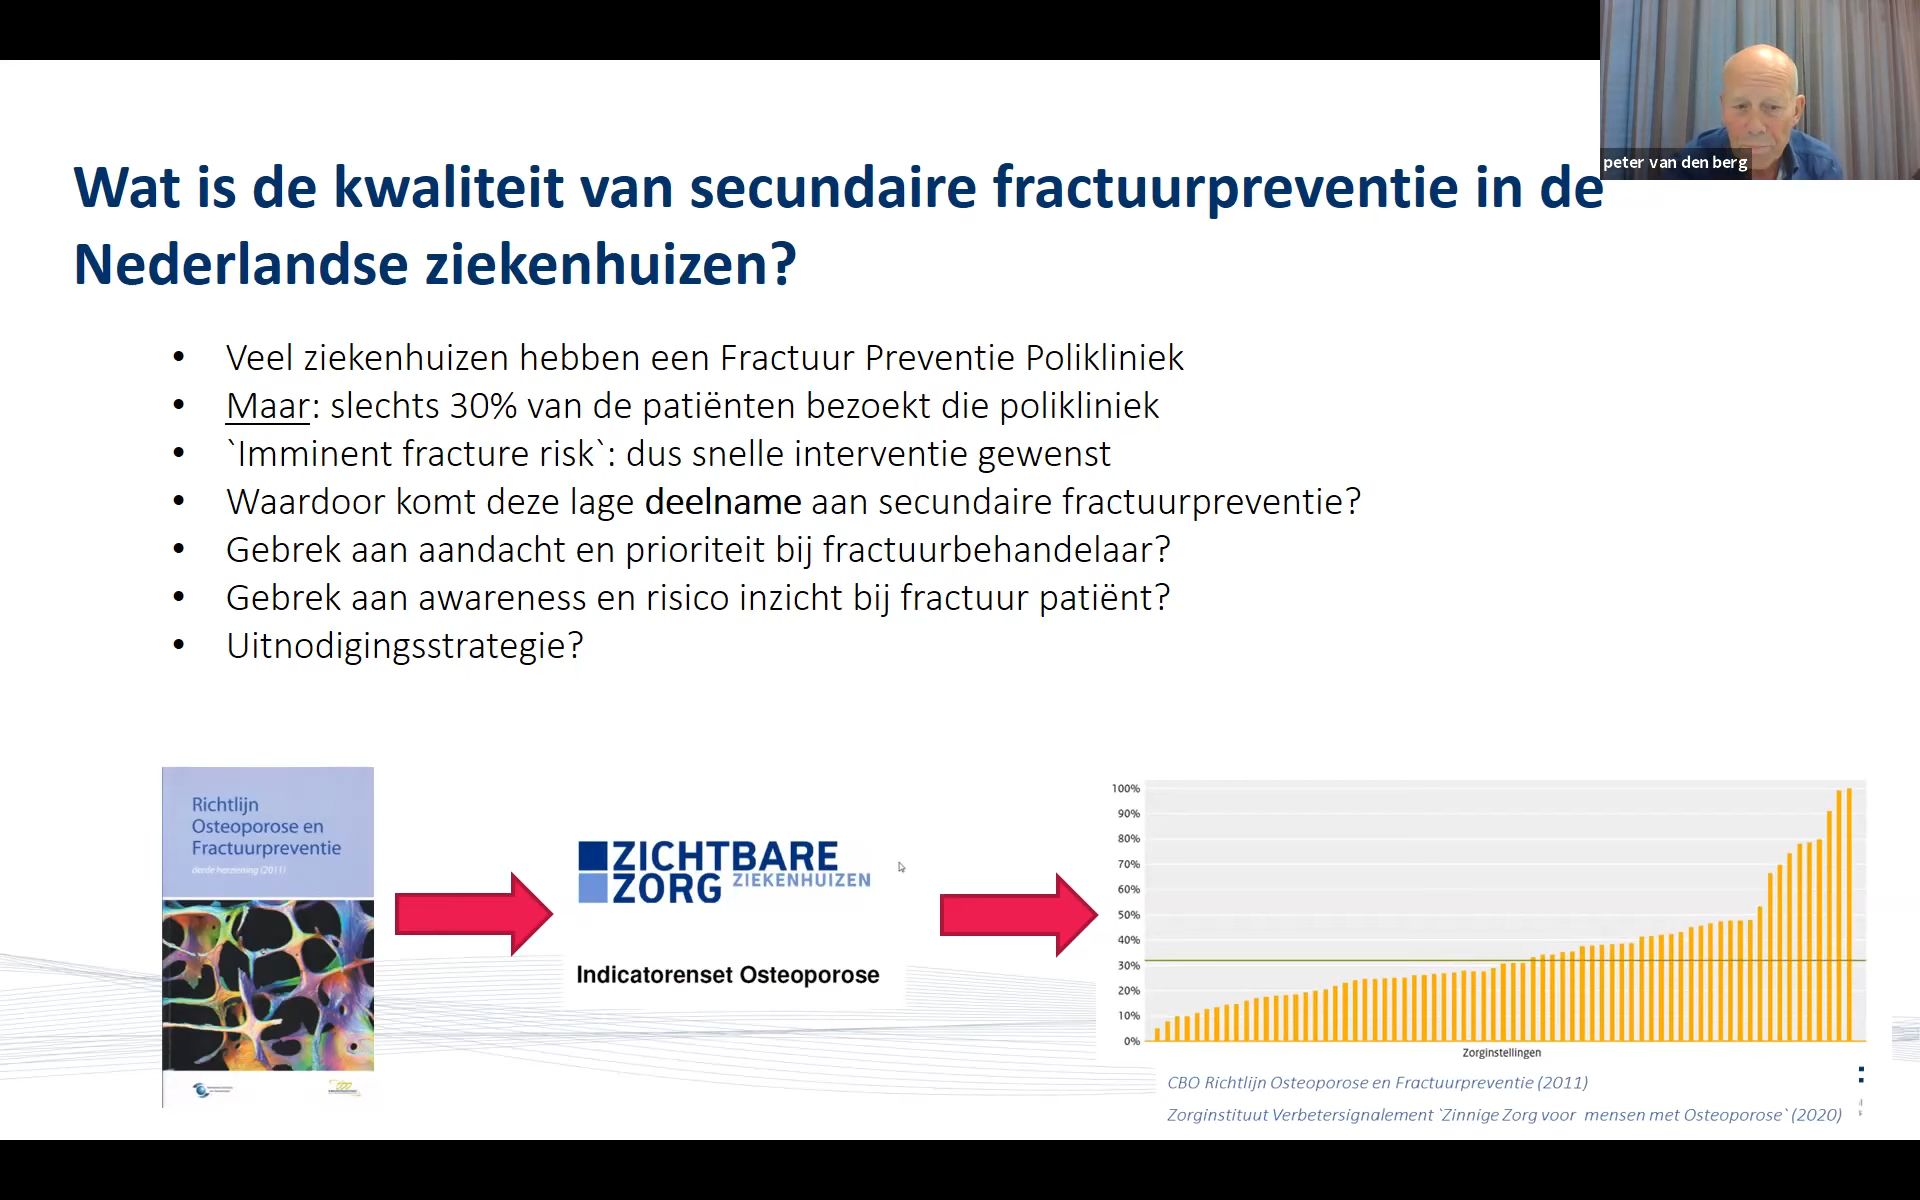 peter van den berg
Wat is de kwaliteit van secundaire fractuurpreventie in de
Nederlandse ziekenhuizen?
• Veel ziekenhuizen hebben een Fractuur Preventie Polikliniek
• Maar: slechts 30% van de patiënten bezoekt die polikliniek
• `Imminent fracture risk`: dus snelle interventie gewenst
• Waardoor komt deze lage deelname aan secundaire fractuurpreventie?
• Gebrek aan aandacht en prioriteit bij fractuurbehandelaar?
• Gebrek aan awareness en risico inzicht bij fractuur patiënt?
• Uitnodigingsstrategie?
Richtlijn
Osteoporose en
Fractuurpreventie
derde herziening (2011)
ZICHTBARE
ZORG ZIEKENHUIZEN
Indicatorenset Osteoporose
100%
90%
80%
70%
60%
50%
40%
30%
20%
10%
0%
Zorginstellingen
CBO Richtlijn Osteoporose en Fractuurpreventie (2011)
Zorginstituut Verbetersignalement `Zinnige Zorg voor mensen met Osteoporose` (2020)